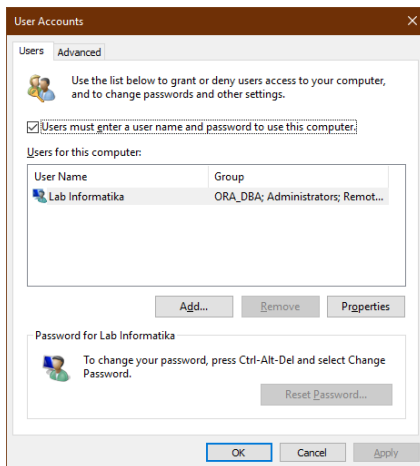 User Accounts
Users
Advanced
Use the list below to grant or deny users access to your computer,
and to change passwords and other settings.
Users must enter a user name and password to use this computer.
Users for this computer:
User Name Group
Lab Informatika ORA_DBA; Administrators; Remot...
Add... Remove Properties
Password for Lab Informatika
To change your password, press Ctrl-Alt-Del and select Change
Password.
Reset Password...
OK Cancel Apply